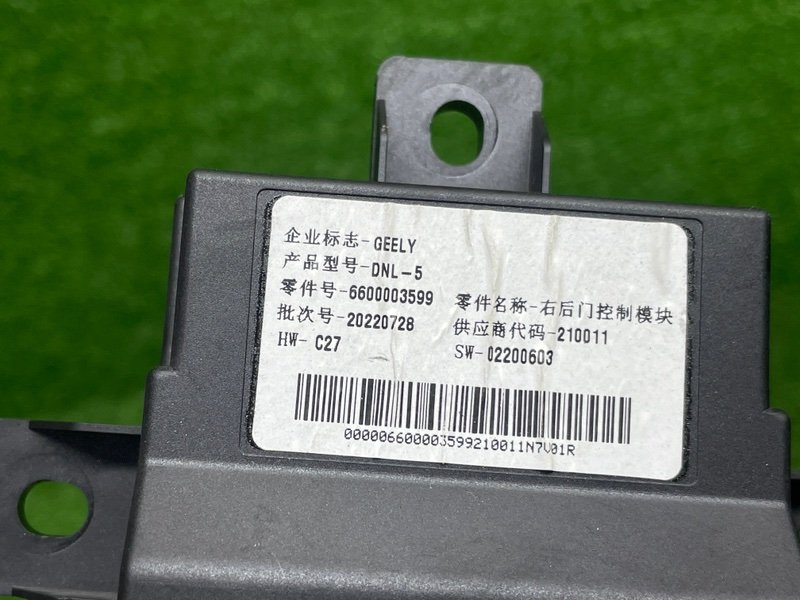 企业标志-GEELY
产品型号-DNL-5
零件号-6600003599 零件名称-右后门控制模块
批次号-20220728 供应商代码-210011
HW- C27 SW-02200603
000006600003599210011N7V01R